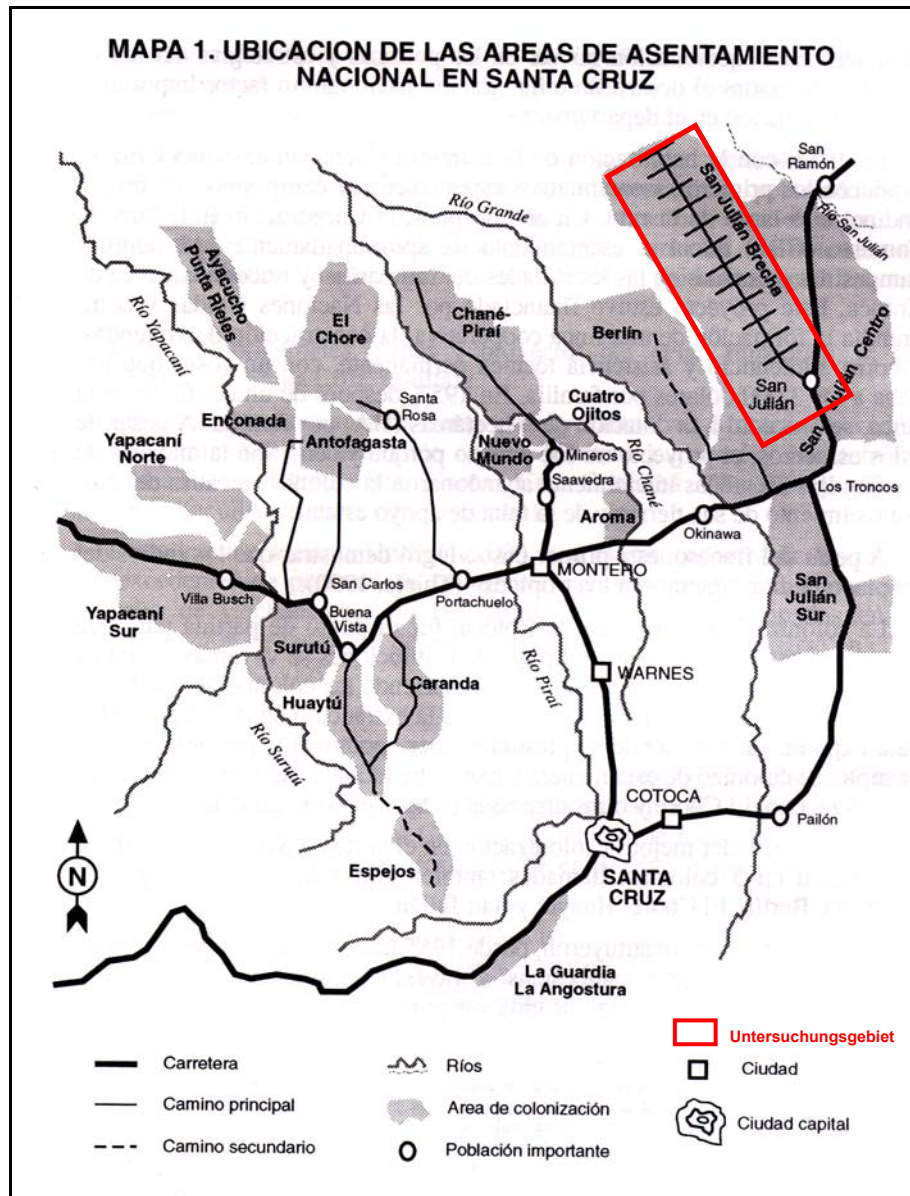 MAPA 1. UBICACION DE LAS AREAS DE ASENTAMIENTO
NACIONAL EN SANTA CRUZ
San
Ramón
Río San Julián
San Julián Brecha
Río Grande
Ayacucho
Punta Rieles
Río Yapacaní
El
Chore
Chané-
Piraí
Berlín
San
Julián
San Julián Centro
Santa
Rosa
Cuatro
Ojitos
Enconada
Antofagasta
Nuevo
Mundo
Mineros
Río Chané
Yapacaní
Norte
Saavedra
Los Troncos
Aroma
Okinawa
MONTERO
San Carlos
Villa Busch
Portachuelo
Buena
Vista
Yapacaní
Sur
San
Julián
Sur
Surutú
Río Piraí
WARNES
Caranda
Huaytú
Río Surutú
COTOCA
Pailón
N
Espejos
SANTA
CRUZ
La Guardia
La Angostura
Untersuchungsgebiet
Carretera
Ríos
Ciudad
Camino principal
Area de colonización
Ciudad capital
Camino secundario
Población importante